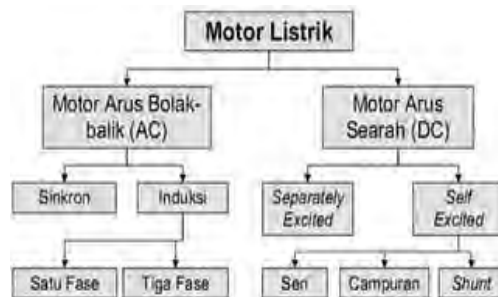 Motor Listrik
Motor Arus Bolak-
balik (AC)
Motor Arus
Searah (DC)
Sinkron
Induksi
Separately
Excited
Self
Excited
Satu Fase
Tiga Fase
Seri
Campuran
Shunt